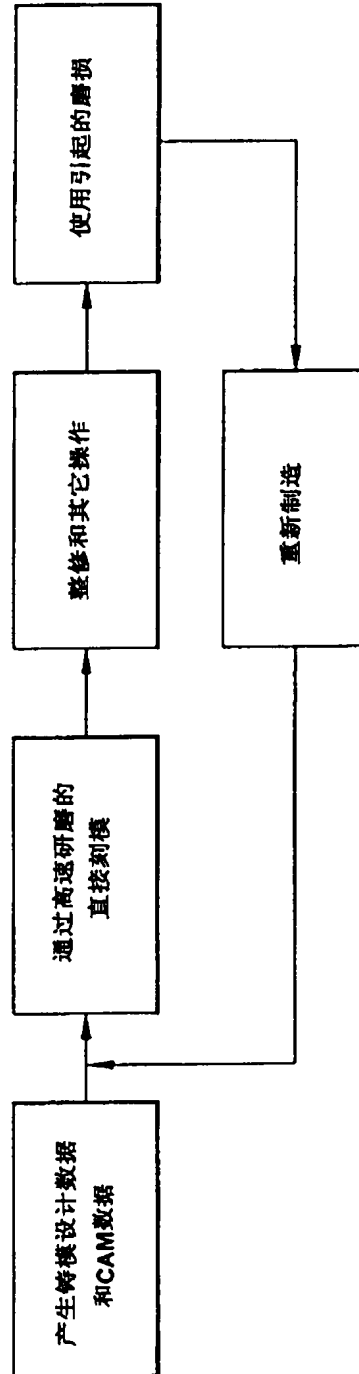 产生铸模设计数据
和CAM数据
通过高速研磨的
直接刻模
整修和其它操作
使用引起的磨损
重新制造